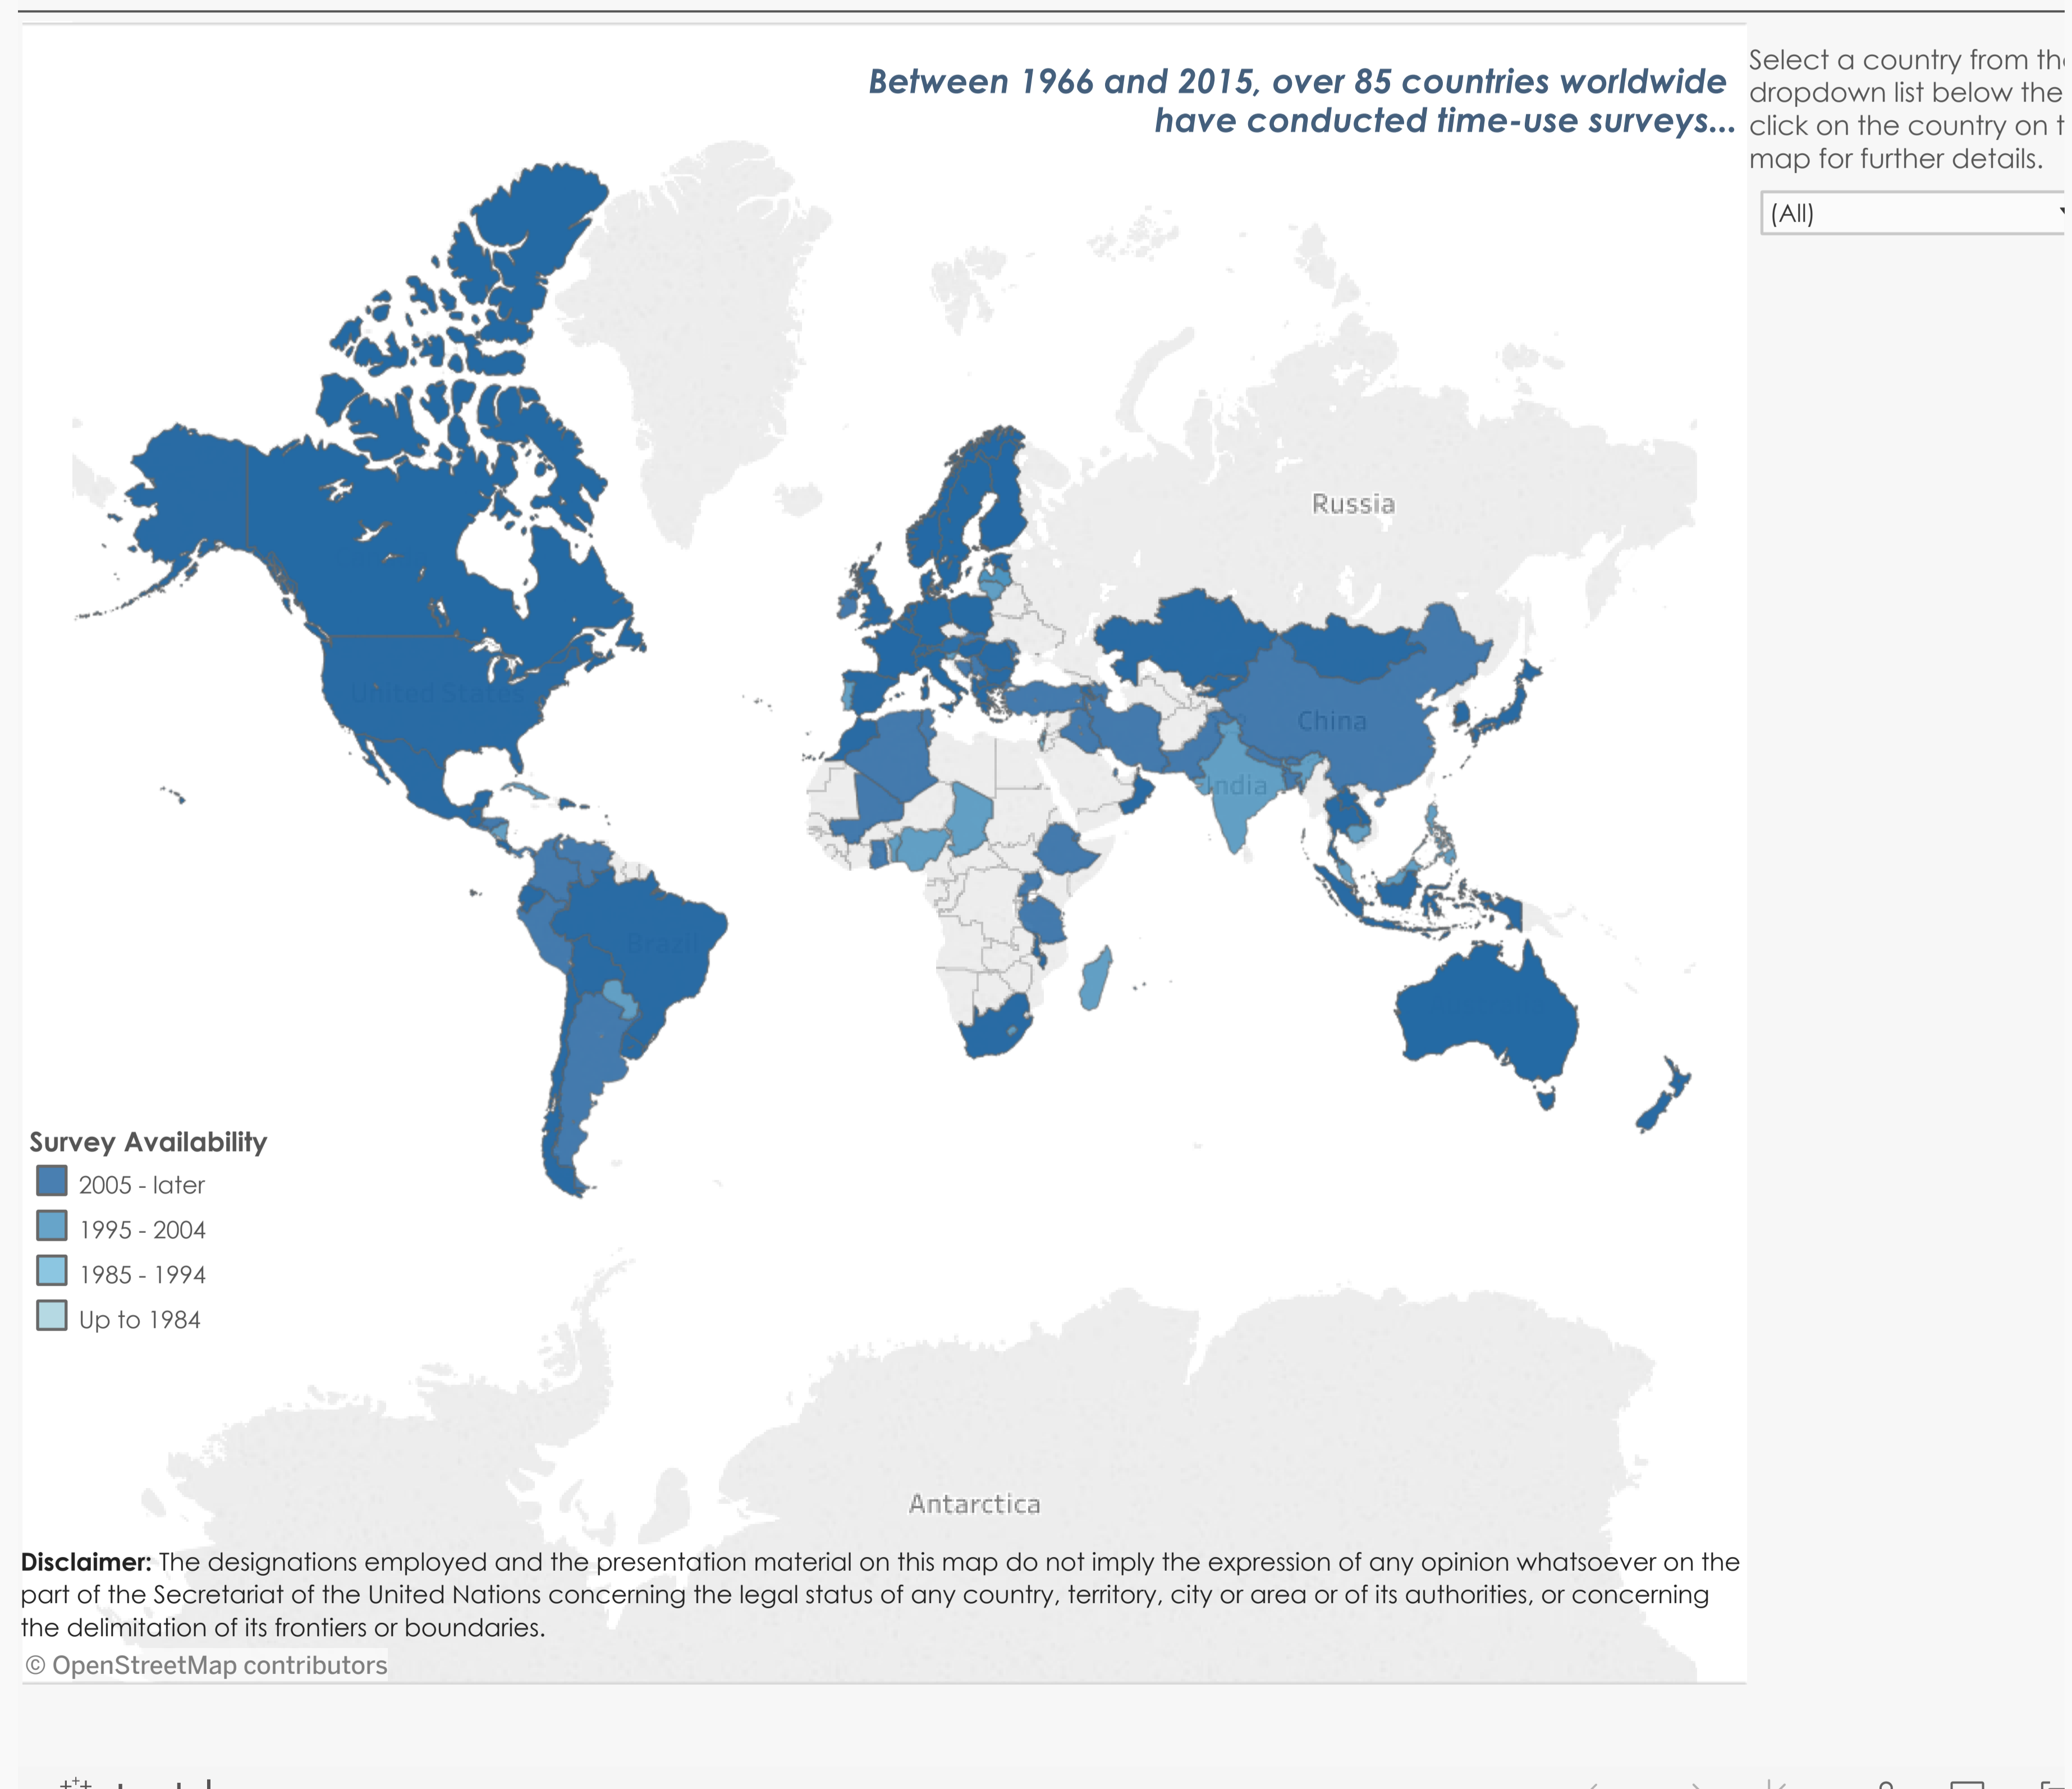 Between 1966 and 2015, over 85 countries worldwide
have conducted time-use surveys...
Select a country from the
dropdown list below the
click on the country on t
map for further details.
(All)
Russia
United States
China
India
Brazil
Survey Availability
2005 - later
1995 - 2004
1985 - 1994
Up to 1984
Antarctica
Disclaimer: The designations employed and the presentation material on this map do not imply the expression of any opinion whatsoever on the
part of the Secretariat of the United Nations concerning the legal status of any country, territory, city or area or of its authorities, or concerning
the delimitation of its frontiers or boundaries.
© OpenStreetMap contributors